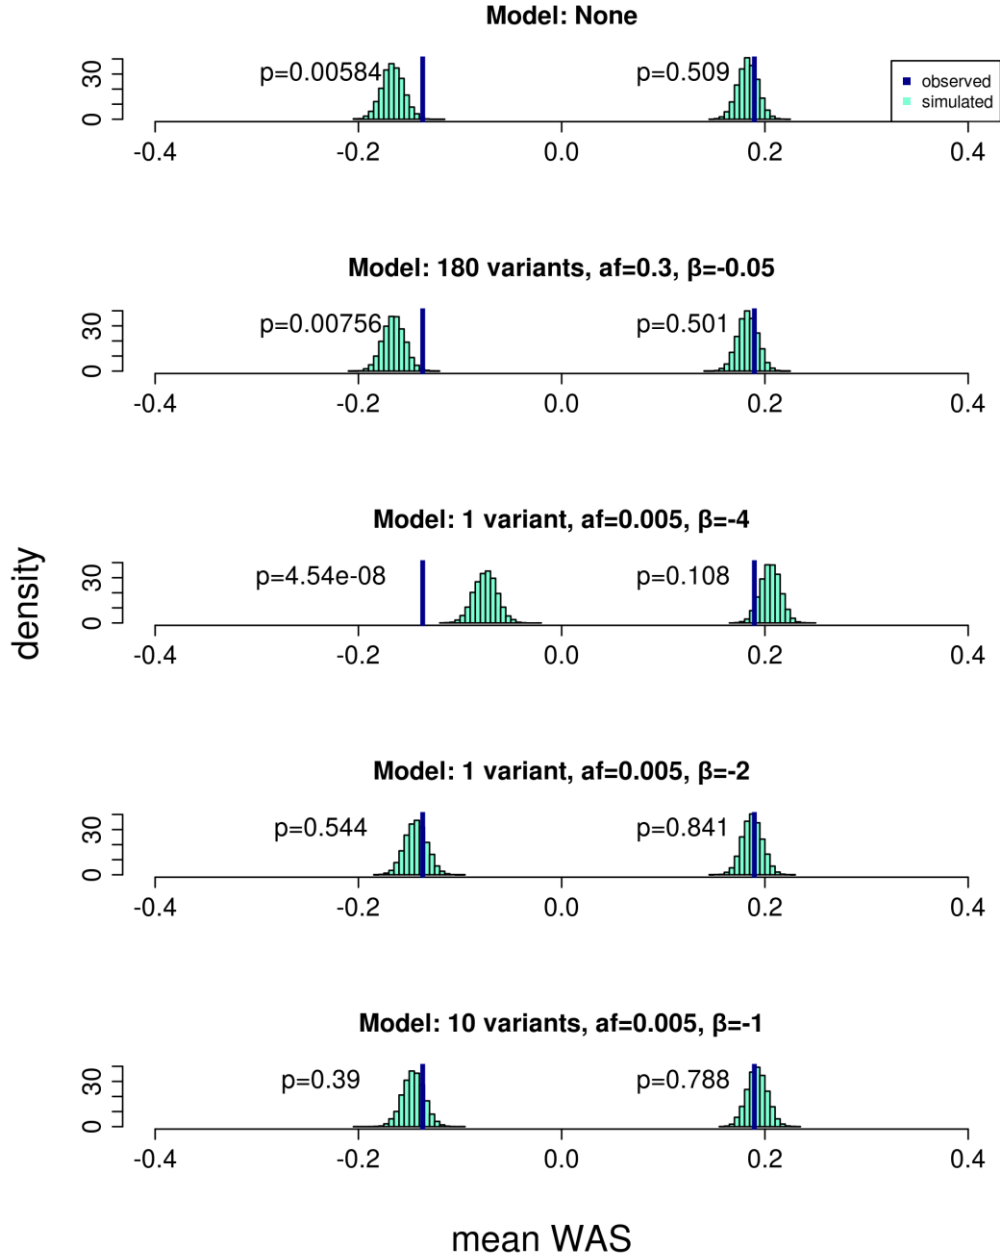 Model: None
p=0.00584
p=0.509
observed
simulated
0 30
-0.4 -0.2 0.0 0.2 0.4
Model: 180 variants, af=0.3, β=-0.05
p=0.00756
p=0.501
0 30
-0.4 -0.2 0.0 0.2 0.4
Model: 1 variant, af=0.005, β=-4
p=4.54e-08
p=0.108
0 30
-0.4 -0.2 0.0 0.2 0.4
density
Model: 1 variant, af=0.005, β=-2
p=0.544
p=0.841
0 30
-0.4 -0.2 0.0 0.2 0.4
Model: 10 variants, af=0.005, β=-1
p=0.39
p=0.788
0 30
-0.4 -0.2 0.0 0.2 0.4
mean WAS